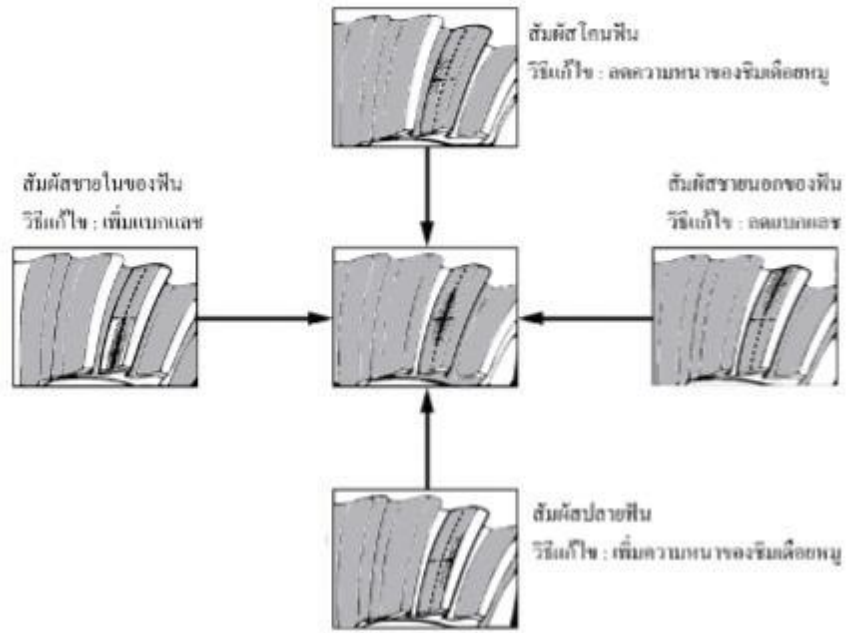 สัมผัสโคนฟัน
วิธีแก้ไข : ลดความหนาของชิมเดือยหมู
สัมผัสชายในของฟัน
วิธีแก้ไข : เพิ่มแบกแลช
สัมผัสชายนอกของฟัน
วิธีแก้ไข : ลดแบกแลช
สัมผัสปลายฟัน
วิธีแก้ไข : เพิ่มความหนาของชิมเดือยหมู